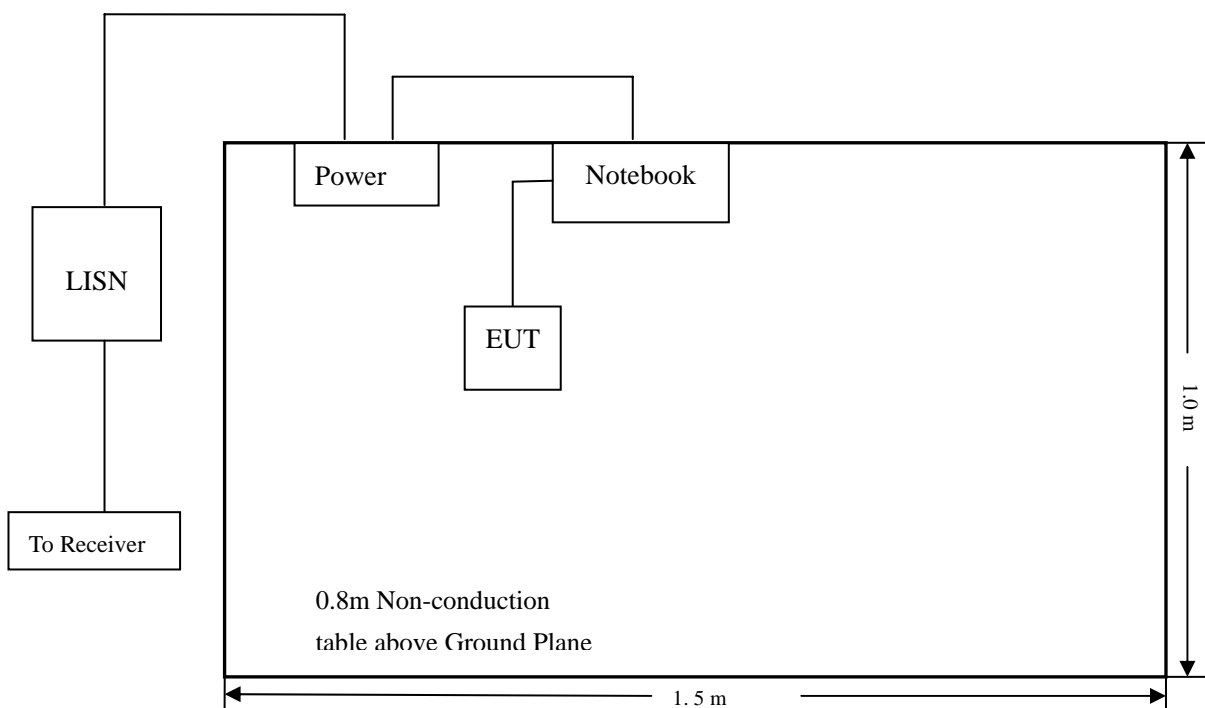 Power
Notebook
LISN
EUT
1.0 m
To Receiver
0.8m Non-conduction
table above Ground Plane
1. 5 m